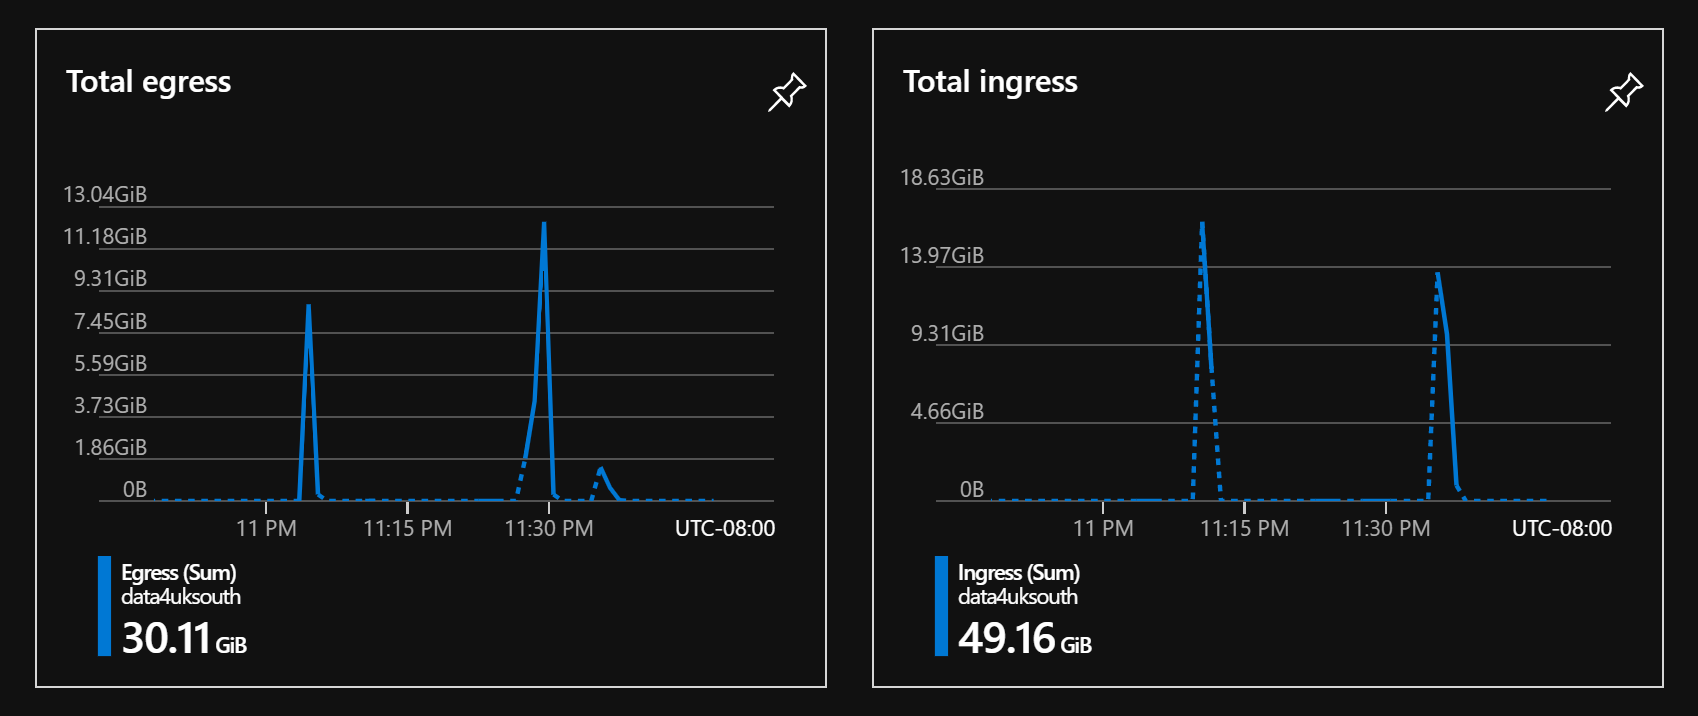 Total egress
13.04GiB
11.18GiB
9.31GiB
7.45GiB
5.59GiB
3.73GiB
1.86GiB
0B
11 PM
11:15 PM
11:30 PM
UTC-08:00
Egress (Sum)
data4uksouth
30.11 GiB
Total ingress
18.63GiB
13.97GiB
9.31GiB
4.66GiB
0B
11 PM
11:15 PM
11:30 PM
UTC-08:00
Ingress (Sum)
data4uksouth
49.16 GiB